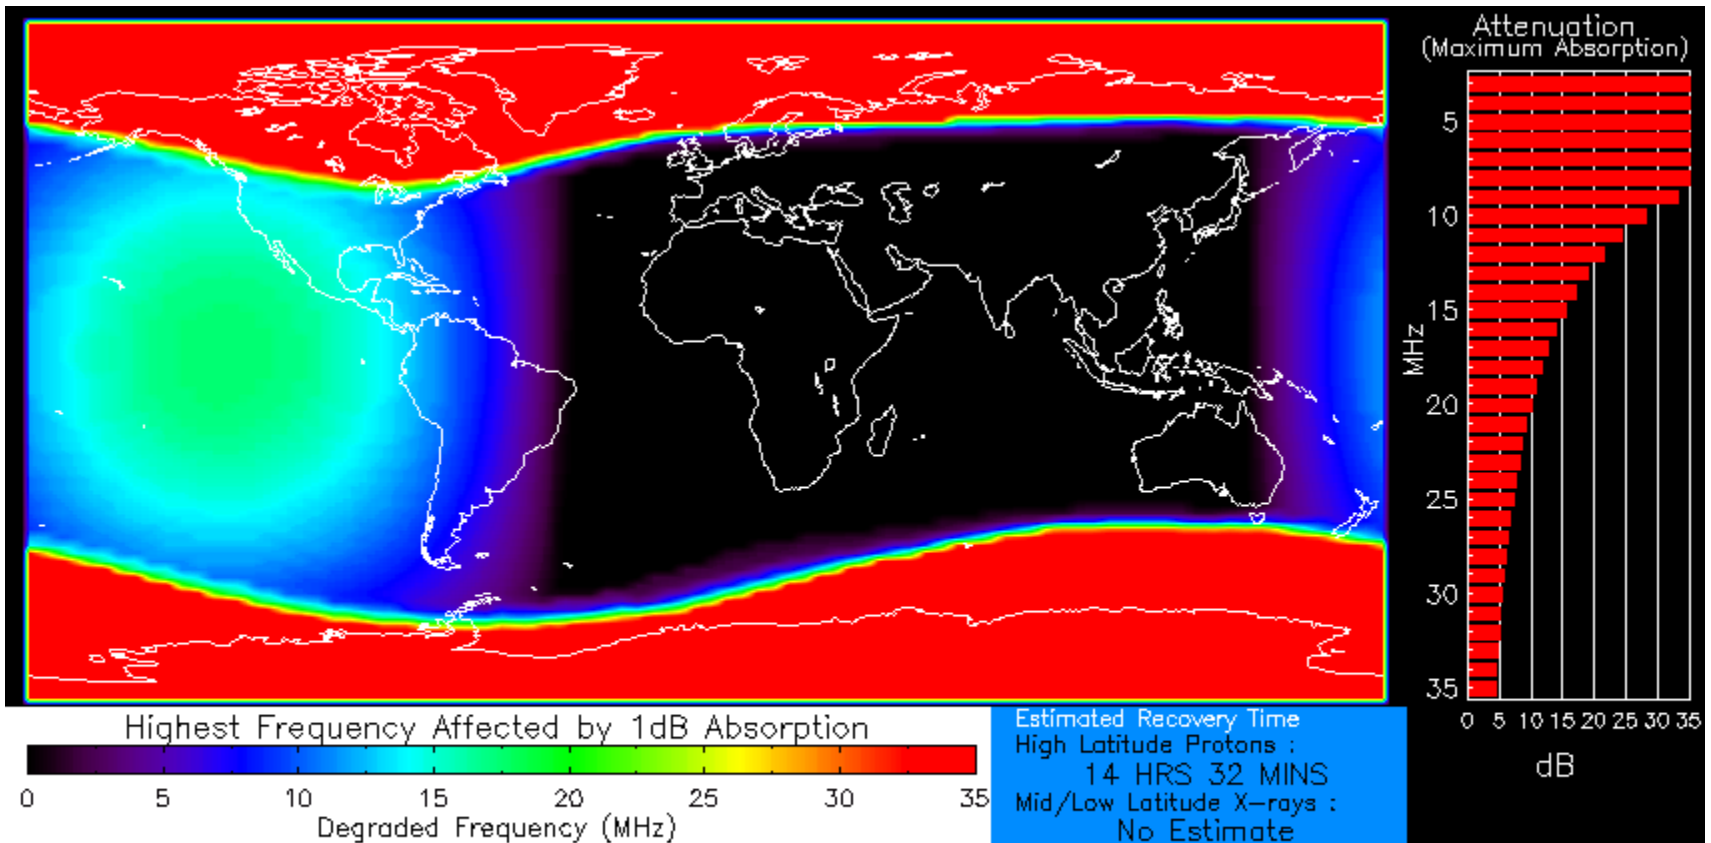 Attenuation
(Maximum Absorption)
5
10
15
20
25
30
35
MHz
0 5 10 15 20 25 30 35
dB
Highest Frequency Affected by 1dB Absorption
0 5 10 15 20 25 30 35
Degraded Frequency (MHz)
Estimated Recovery Time
High Latitude Protons :
14 HRS 32 MINS
Mid/Low Latitude X-rays :
No Estimate